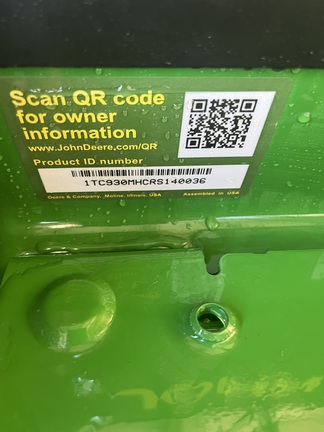 Scan QR code
for owner
information
www.JohnDeere.com/QR
Product ID number
1TC930MHCRS140036
Deere & Company, Moline, Illinois, USA
Assembled in USA